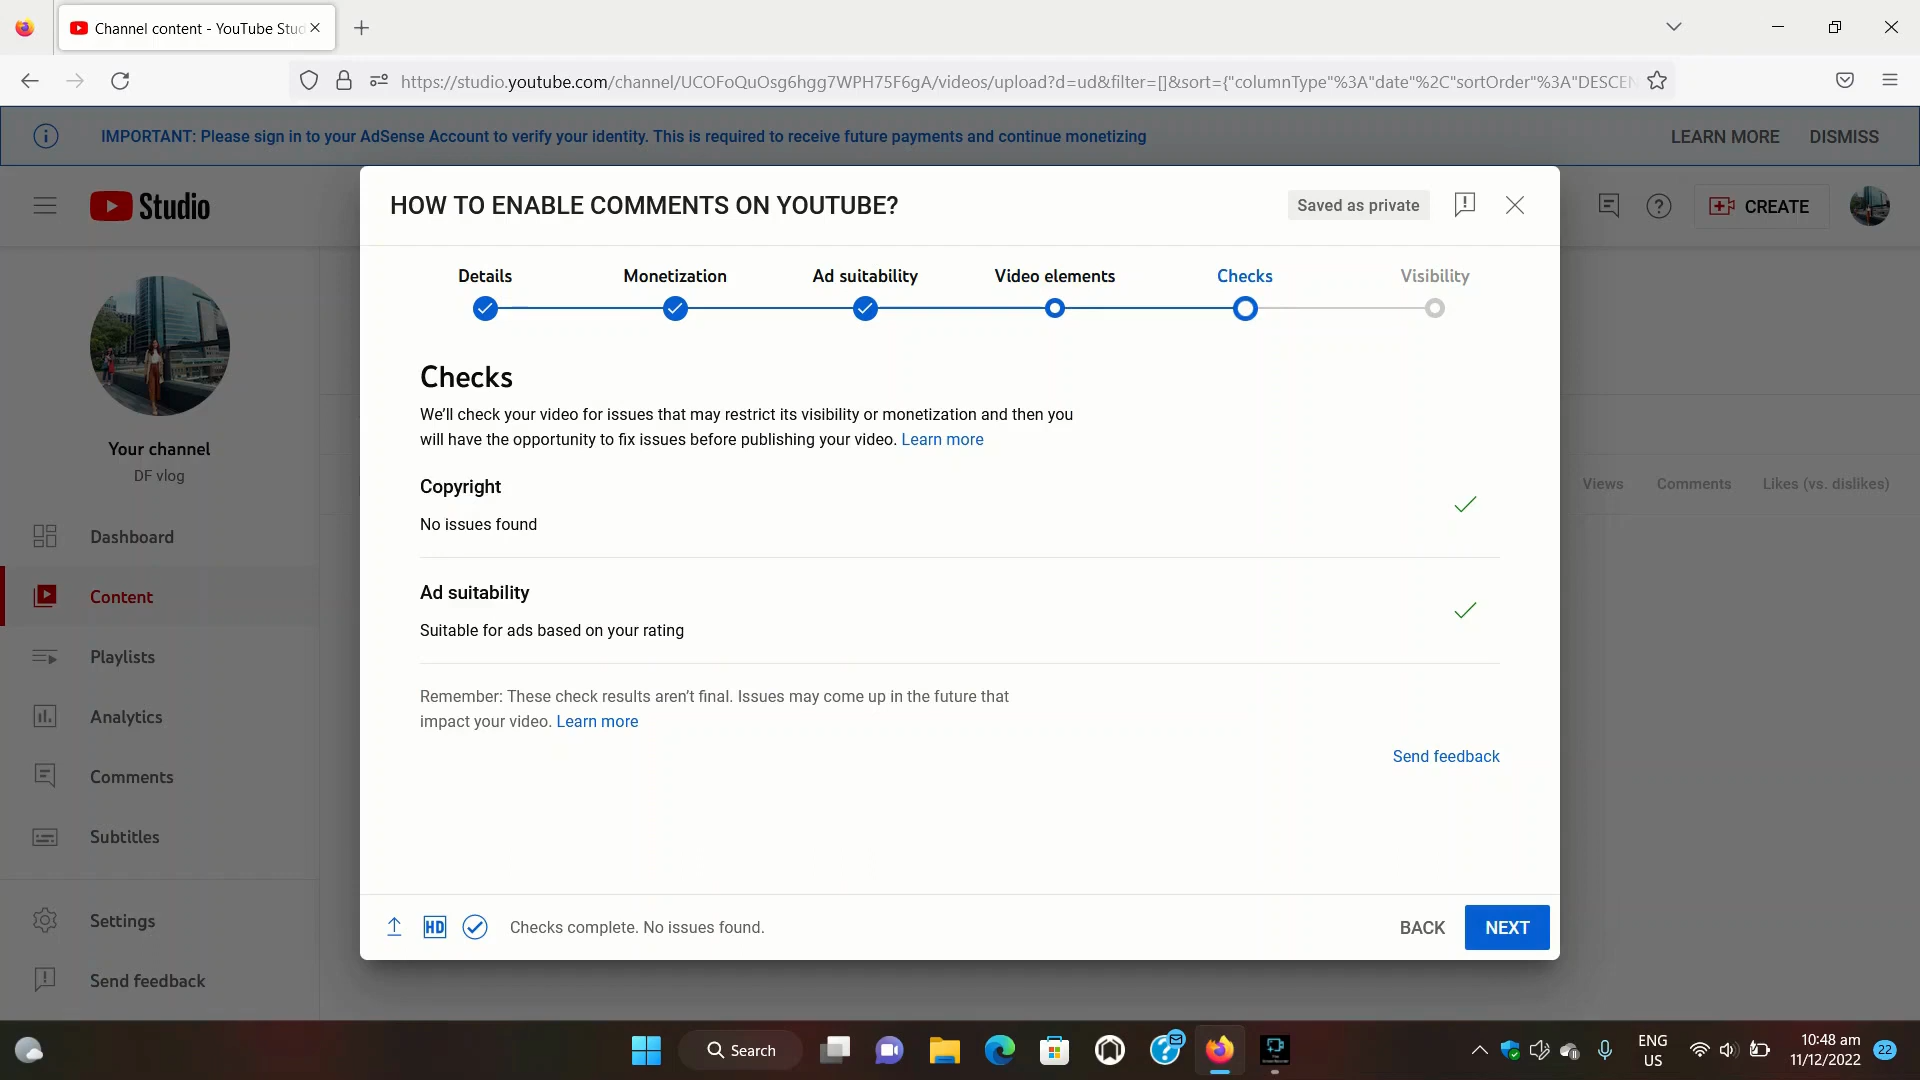 Channel content - YouTube Stud
https://studio.youtube.com/channel/UCOFoQuOsg6hgg7WPH75F6gA/videos/upload?d=ud&filter=[]&sort={"columnType"%3A"date"%2C"sortOrder"%3A"DESCEN
IMPORTANT: Please sign in to your AdSense Account to verify your identity. This is required to receive future payments and continue monetizing
LEARN MORE
DISMISS
Studio
CREATE
HOW TO ENABLE COMMENTS ON YOUTUBE?
Saved as private
Details
Monetization
Ad suitability
Video elements
Checks
Visibility
Checks
We'll check your video for issues that may restrict its visibility or monetization and then you
will have the opportunity to fix issues before publishing your video. Learn more
Copyright
No issues found
Ad suitability
Suitable for ads based on your rating
Remember: These check results aren't final. Issues may come up in the future that
impact your video. Learn more
Send feedback
HD
Checks complete. No issues found.
BACK
NEXT
Your channel
DF vlog
Dashboard
Content
Playlists
Analytics
Comments
Subtitles
Settings
Send feedback
Views
Comments
Likes (vs. dislikes)
Search
ENG
US
10:48 am
11/12/2022
22